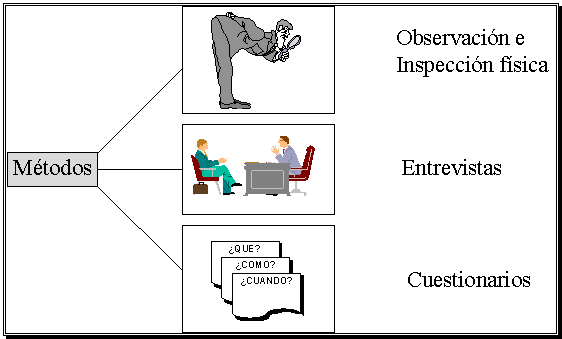 Métodos
Observación e
Inspección física
Entrevistas
¿QUE?
¿COMO?
¿CUANDO?
Cuestionarios